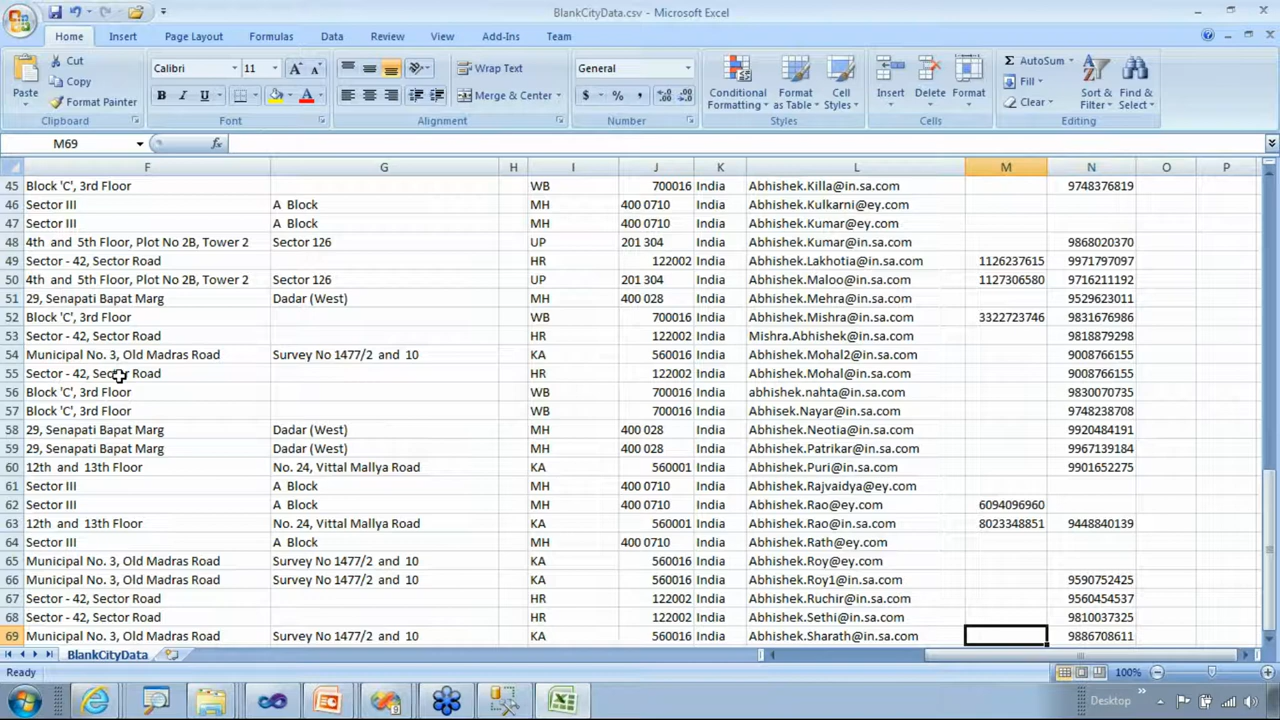 BlankCityData.csv - Microsoft Excel
Home Insert Page Layout Formulas Data Review View Add-Ins Team
Paste Cut Copy Format Painter Clipboard
Calibri 11 B I U A A A Font
Wrap Text Merge & Center Alignment
General $ % , Number
Conditional Formatting Format as Table Cell Styles Styles
Insert Delete Format Cells
Σ AutoSum Fill Clear Sort & Filter Find & Select Editing
M69 fx
F G H I J K L M N O P
45 Block 'C', 3rd Floor WB 700016 India Abhishek.Killa@in.sa.com 9748376819
46 Sector III A Block MH 400 0710 India Abhishek.Kulkarni@ey.com
47 Sector III A Block MH 400 0710 India Abhishek.Kumar@ey.com
48 4th and 5th Floor, Plot No 2B, Tower 2 Sector 126 UP 201 304 India Abhishek.Kumar@in.sa.com 9868020370
49 Sector - 42, Sector Road HR 122002 India Abhishek.Lakhotia@in.sa.com 1126237615 9971797097
50 4th and 5th Floor, Plot No 2B, Tower 2 Sector 126 UP 201 304 India Abhishek.Maloo@in.sa.com 1127306580 9716211192
51 29, Senapati Bapat Marg Dadar (West) MH 400 028 India Abhishek.Mehra@in.sa.com 9529623011
52 Block 'C', 3rd Floor WB 700016 India Abhishek.Mishra@in.sa.com 3322723746 9831676986
53 Sector - 42, Sector Road HR 122002 India Mishra.Abhishek@in.sa.com 9818879298
54 Municipal No. 3, Old Madras Road Survey No 1477/2 and 10 KA 560016 India Abhishek.Mohal2@in.sa.com 9008766155
55 Sector - 42, Sector Road HR 122002 India Abhishek.Mohal@in.sa.com 9008766155
56 Block 'C', 3rd Floor WB 700016 India abhishek.nahta@in.sa.com 9830070735
57 Block 'C', 3rd Floor WB 700016 India Abhisek.Nayar@in.sa.com 9748238708
58 29, Senapati Bapat Marg Dadar (West) MH 400 028 India Abhishek.Neotia@in.sa.com 9920484191
59 29, Senapati Bapat Marg Dadar (West) MH 400 028 India Abhishek.Patrikar@in.sa.com 9967139184
60 12th and 13th Floor No. 24, Vittal Mallya Road KA 560001 India Abhishek.Puri@in.sa.com 9901652275
61 Sector III A Block MH 400 0710 India Abhishek.Rajvaidya@ey.com
62 Sector III A Block MH 400 0710 India Abhishek.Rao@ey.com 6094096960
63 12th and 13th Floor No. 24, Vittal Mallya Road KA 560001 India Abhishek.Rao@in.sa.com 8023348851 9448840139
64 Sector III A Block MH 400 0710 India Abhishek.Rath@ey.com
65 Municipal No. 3, Old Madras Road Survey No 1477/2 and 10 KA 560016 India Abhishek.Roy@ey.com
66 Municipal No. 3, Old Madras Road Survey No 1477/2 and 10 KA 560016 India Abhishek.Roy1@in.sa.com 9590752425
67 Sector - 42, Sector Road HR 122002 India Abhishek.Ruchir@in.sa.com 9560454537
68 Sector - 42, Sector Road HR 122002 India Abhishek.Sethi@in.sa.com 9810037325
69 Municipal No. 3, Old Madras Road Survey No 1477/2 and 10 KA 560016 India Abhishek.Sharath@in.sa.com 9886708611
BlankCityData
Ready 100%
Desktop